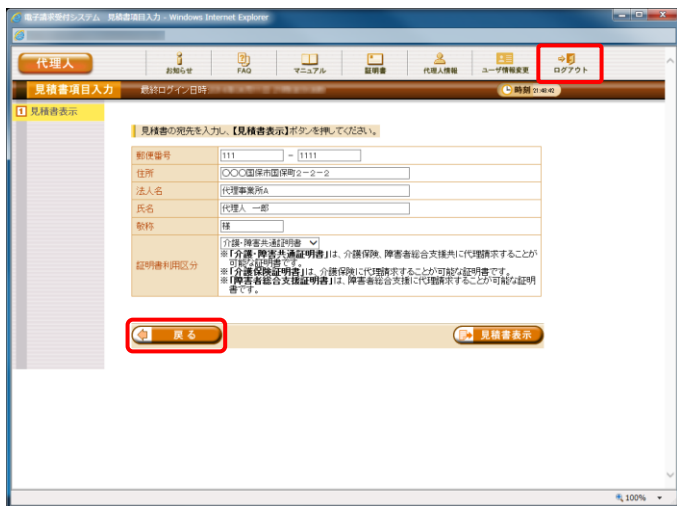 電子請求受付システム 見積書項目入力 - Windows Internet Explorer
代理人
お知らせ
FAQ
マニュアル
証明書
代理人情報
ユーザ情報変更
ログアウト
見積書項目入力
最終ログイン日時
時刻 21:48:42
1 見積書表示
見積書の宛先を入力し、【見積書表示】ボタンを押してください。
郵便番号 111 - 1111
住所 〇〇〇国保市国保町2-2-2
法人名 代理事業所A
氏名 代理人 一郎
敬称 様
証明書利用区分
介護・障害共通証明書
※「介護・障害共通証明書」は、介護保険、障害者総合支援共に代理請求することが
可能な証明書です。
※「介護保険証明書」は、介護保険に代理請求することが可能な証明書です。
※「障害者総合支援証明書」は、障害者総合支援に代理請求することが可能な証明
書です。
戻る
見積書表示
100%